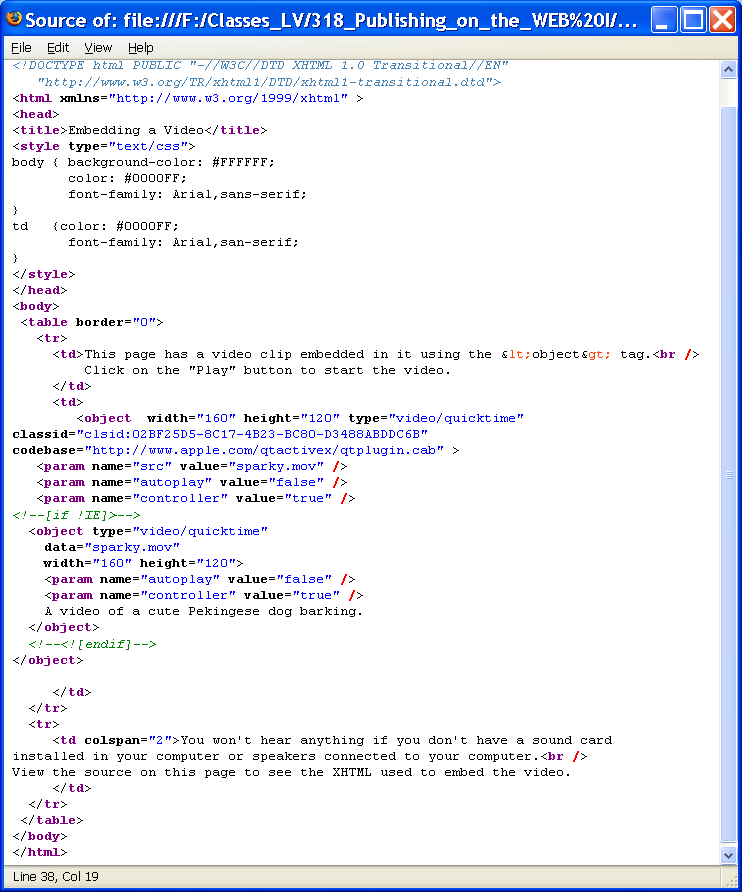 Source of: file:///F:/Classes_LV/318_Publishing_on_the_WEB%20I/...
File Edit View Help
<!DOCTYPE html PUBLIC "-//W3C//DTD XHTML 1.0 Transitional//EN"
"http://www.w3.org/TR/xhtml1/DTD/xhtml1-transitional.dtd">
<html xmlns="http://www.w3.org/1999/xhtml" >
<head>
<title>Embedding a Video</title>
<style type="text/css">
body { background-color: #FFFFFF;
color: #0000FF;
font-family: Arial,sans-serif;
}
td {color: #0000FF;
font-family: Arial,san-serif;
}
</style>
</head>
<body>
<table border="0">
<tr>
<td>This page has a video clip embedded in it using the &lt;object&gt; tag.<br />
Click on the "Play" button to start the video.
</td>
<td>
<object width="160" height="120" type="video/quicktime"
classid="clsid:02BF25D5-8C17-4B23-BC80-D3488ABDDC6B"
codebase="http://www.apple.com/qtactivex/qtplugin.cab" >
<param name="src" value="sparky.mov" />
<param name="autoplay" value="false" />
<param name="controller" value="true" />
<!--[if !IE]>-->
<object type="video/quicktime"
data="sparky.mov"
width="160" height="120">
<param name="autoplay" value="false" />
<param name="controller" value="true" />
A video of a cute Pekingese dog barking.
</object>
<!--<![endif]-->
</object>
</td>
</tr>
<tr>
<td colspan="2">You won't hear anything if you don't have a sound card
installed in your computer or speakers connected to your computer.<br />
View the source on this page to see the XHTML used to embed the video.
</td>
</tr>
</table>
</body>
</html>
Line 38, Col 19